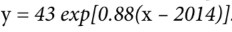 y = 43 exp[0.88(x – 2014)].